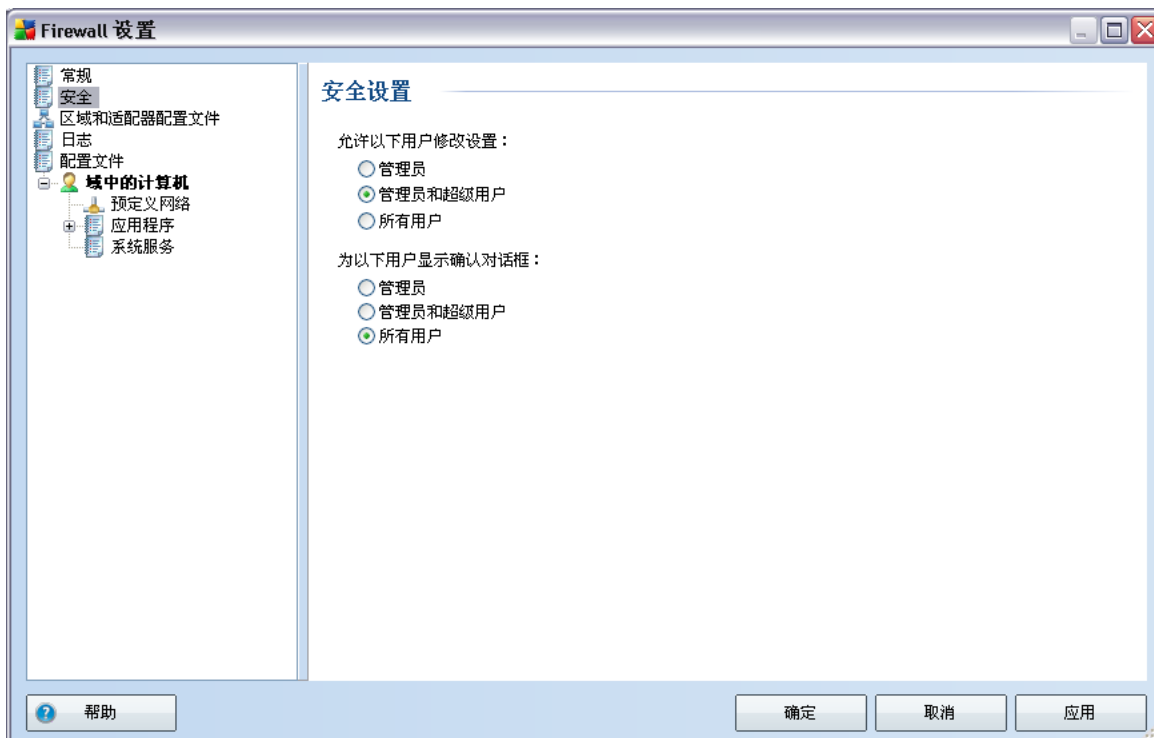 Firewall 设置
常规
安全
区域和适配器配置文件
日志
配置文件
域中的计算机
预定义网络
应用程序
系统服务
安全设置
允许以下用户修改设置：
管理员
管理员和超级用户
所有用户
为以下用户显示确认对话框：
管理员
管理员和超级用户
所有用户
帮助
确定
取消
应用